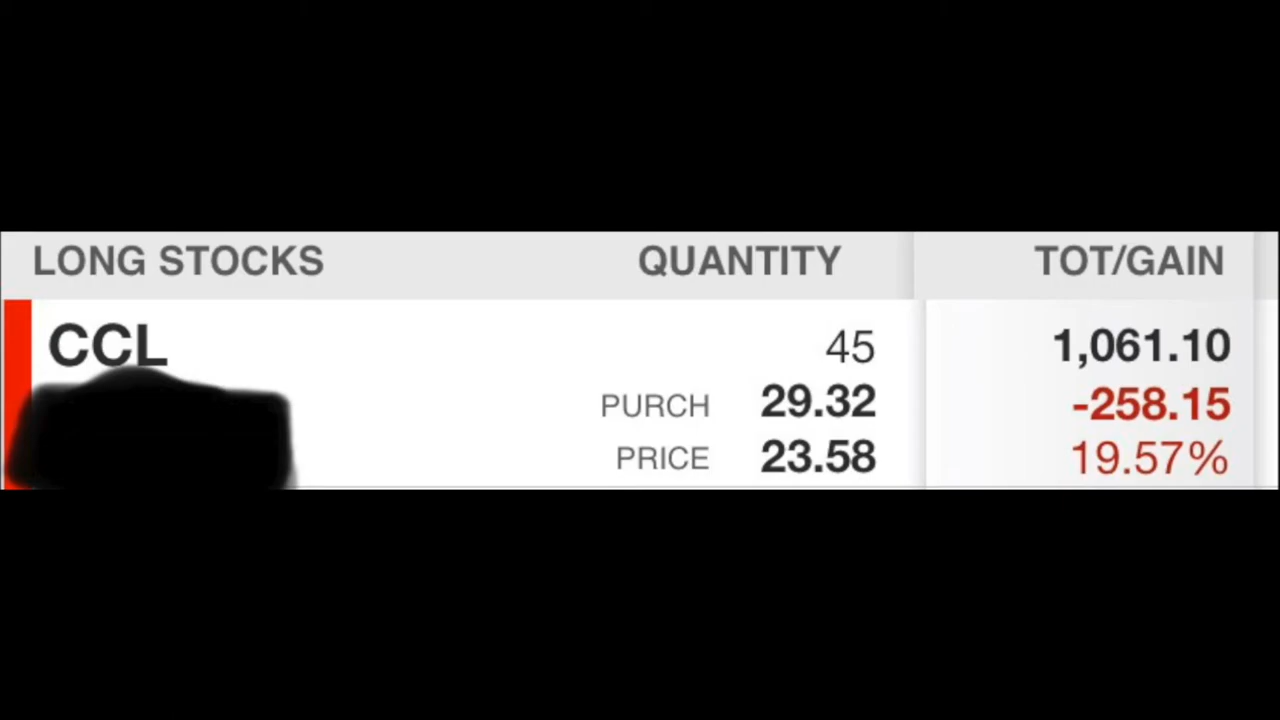 LONG STOCKS QUANTITY TOT/GAIN
CCL 45 1,061.10
PURCH 29.32 -258.15
PRICE 23.58 19.57%